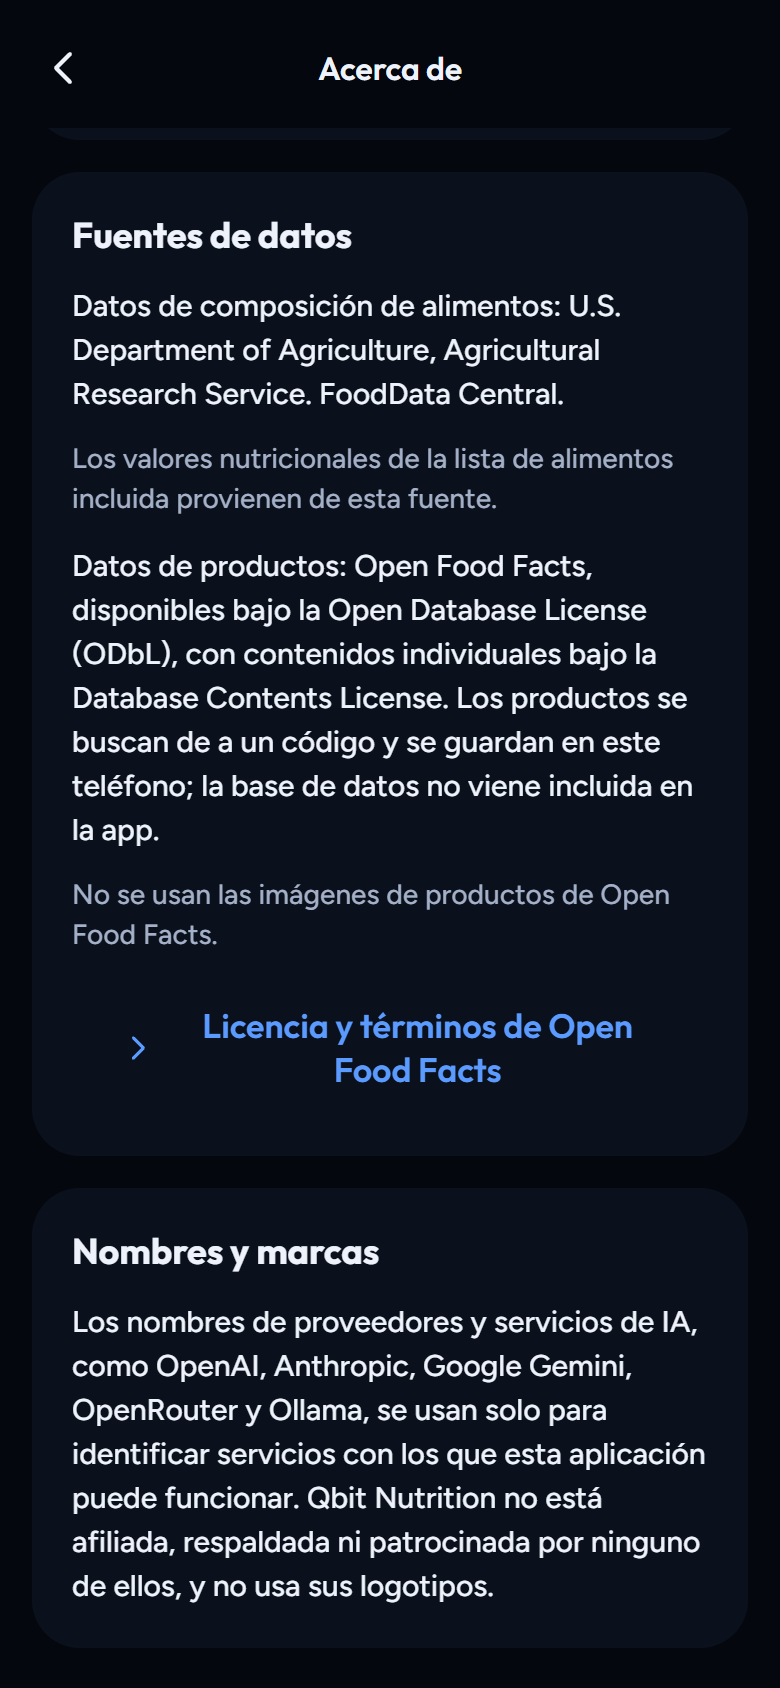 Acerca de
Fuentes de datos
Datos de composición de alimentos: U.S.
Department of Agriculture, Agricultural
Research Service. FoodData Central.
Los valores nutricionales de la lista de alimentos
incluida provienen de esta fuente.
Datos de productos: Open Food Facts,
disponibles bajo la Open Database License
(ODbL), con contenidos individuales bajo la
Database Contents License. Los productos se
buscan de a un código y se guardan en este
teléfono; la base de datos no viene incluida en
la app.
No se usan las imágenes de productos de Open
Food Facts.
Licencia y términos de Open
Food Facts
Nombres y marcas
Los nombres de proveedores y servicios de IA,
como OpenAI, Anthropic, Google Gemini,
OpenRouter y Ollama, se usan solo para
identificar servicios con los que esta aplicación
puede funcionar. Qbit Nutrition no está
afiliada, respaldada ni patrocinada por ninguno
de ellos, y no usa sus logotipos.